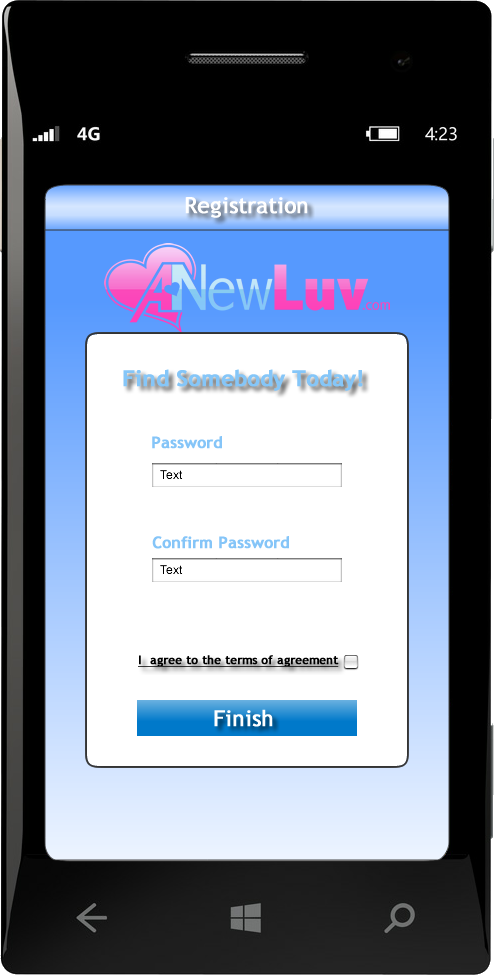 4G 4:23
Registration
ANewLuv.com
Find Somebody Today!
Password
Text
Confirm Password
Text
I agree to the terms of agreement
Finish